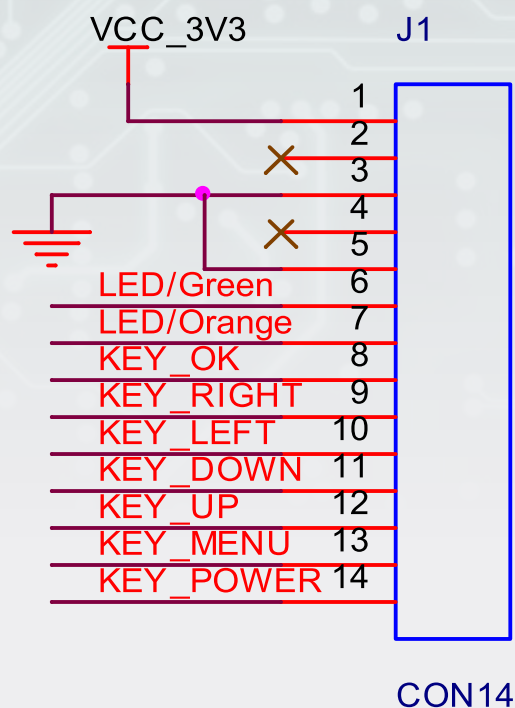 VCC_3V3
J1
1
2
3
4
5
LED/Green 6
LED/Orange 7
KEY_OK 8
KEY_RIGHT 9
KEY_LEFT 10
KEY_DOWN 11
KEY_UP 12
KEY_MENU 13
KEY_POWER 14
CON14